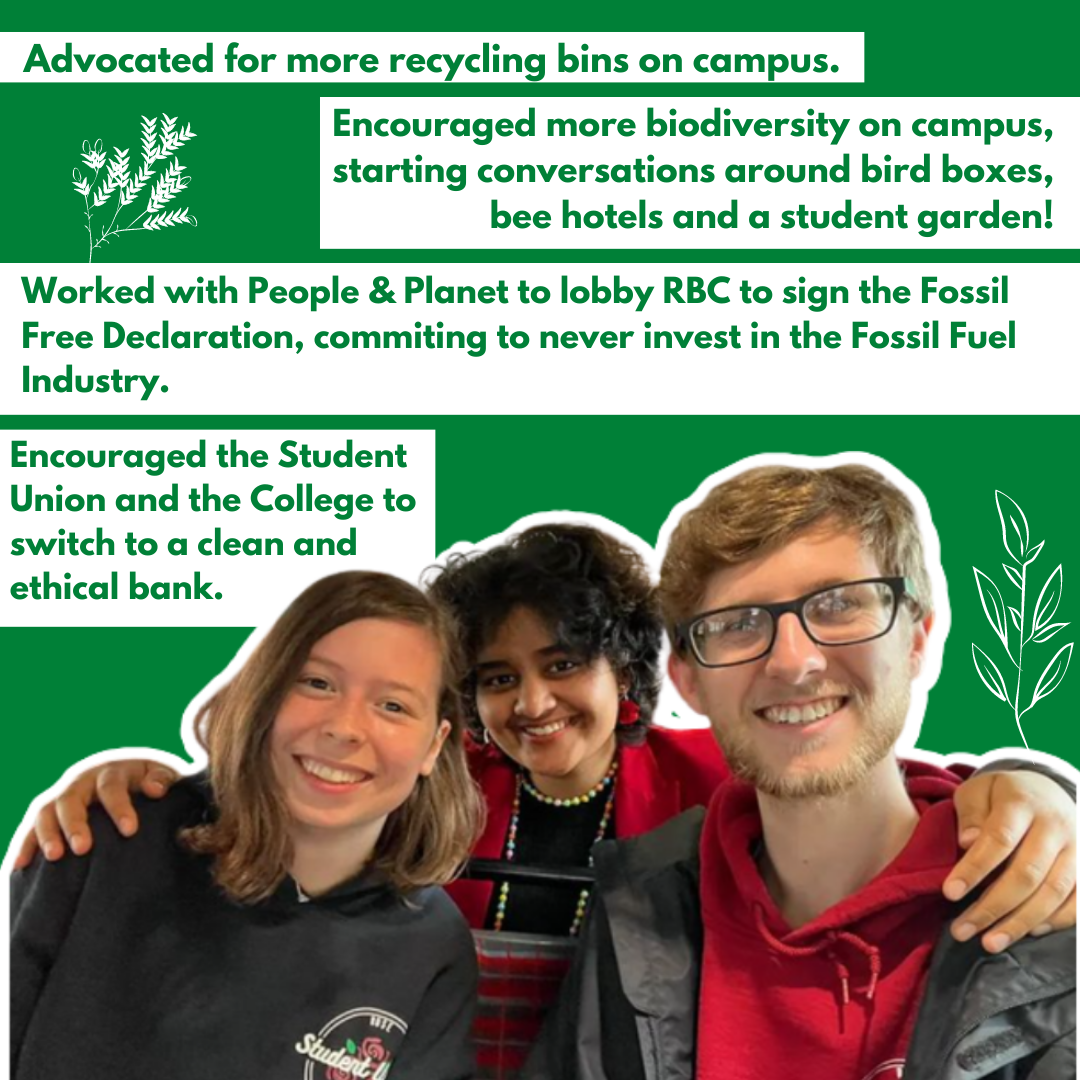 Advocated for more recycling bins on campus.
Encouraged more biodiversity on campus,
starting conversations around bird boxes,
bee hotels and a student garden!
Worked with People & Planet to lobby RBC to sign the Fossil
Free Declaration, commiting to never invest in the Fossil Fuel
Industry.
Encouraged the Student
Union and the College to
switch to a clean and
ethical bank.
Student